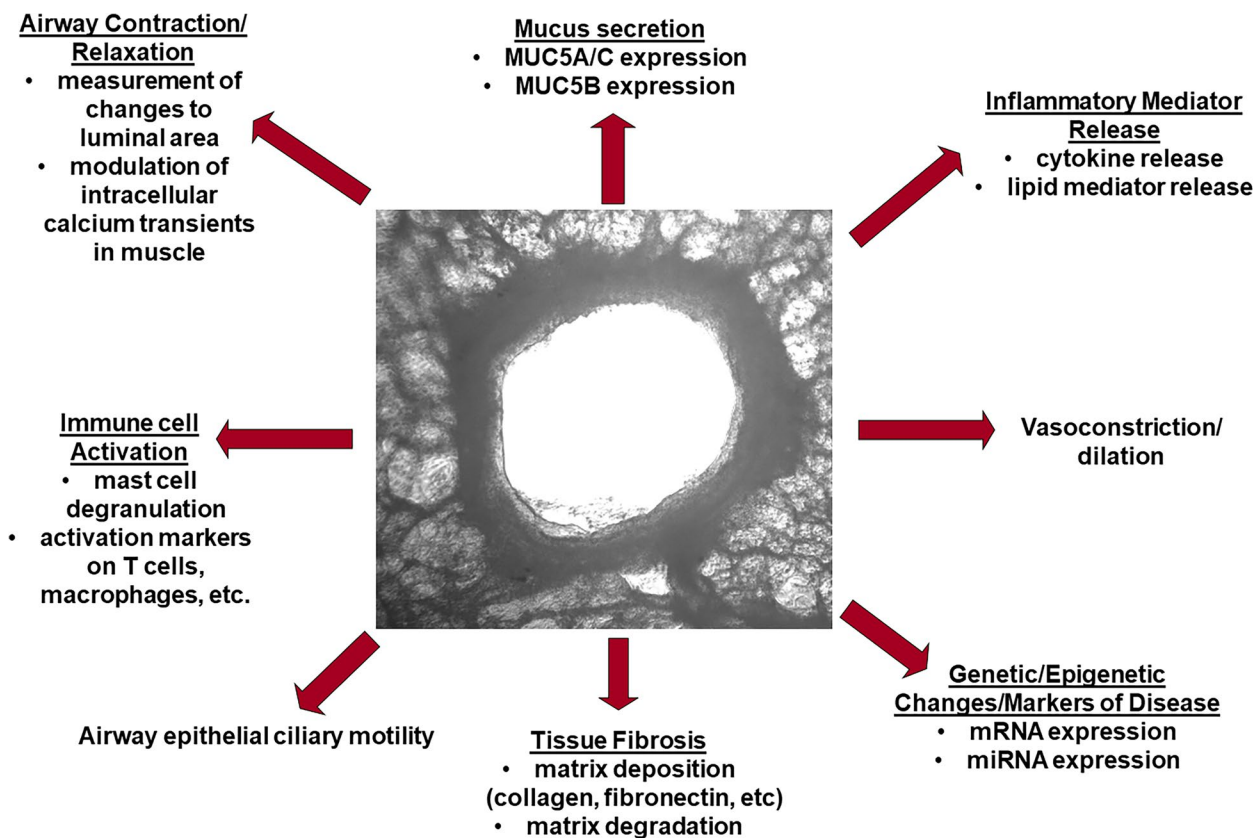 Airway Contraction/
Relaxation
• measurement of
changes to
luminal area
• modulation of
intracellular
calcium transients
in muscle
Mucus secretion
• MUC5A/C expression
• MUC5B expression
Inflammatory Mediator
Release
• cytokine release
• lipid mediator release
Immune cell
Activation
• mast cell
degranulation
• activation markers
on T cells,
macrophages, etc.
Vasoconstriction/
dilation
Airway epithelial ciliary motility
Tissue Fibrosis
• matrix deposition
(collagen, fibronectin, etc)
• matrix degradation
Genetic/Epigenetic
Changes/Markers of Disease
• mRNA expression
• miRNA expression